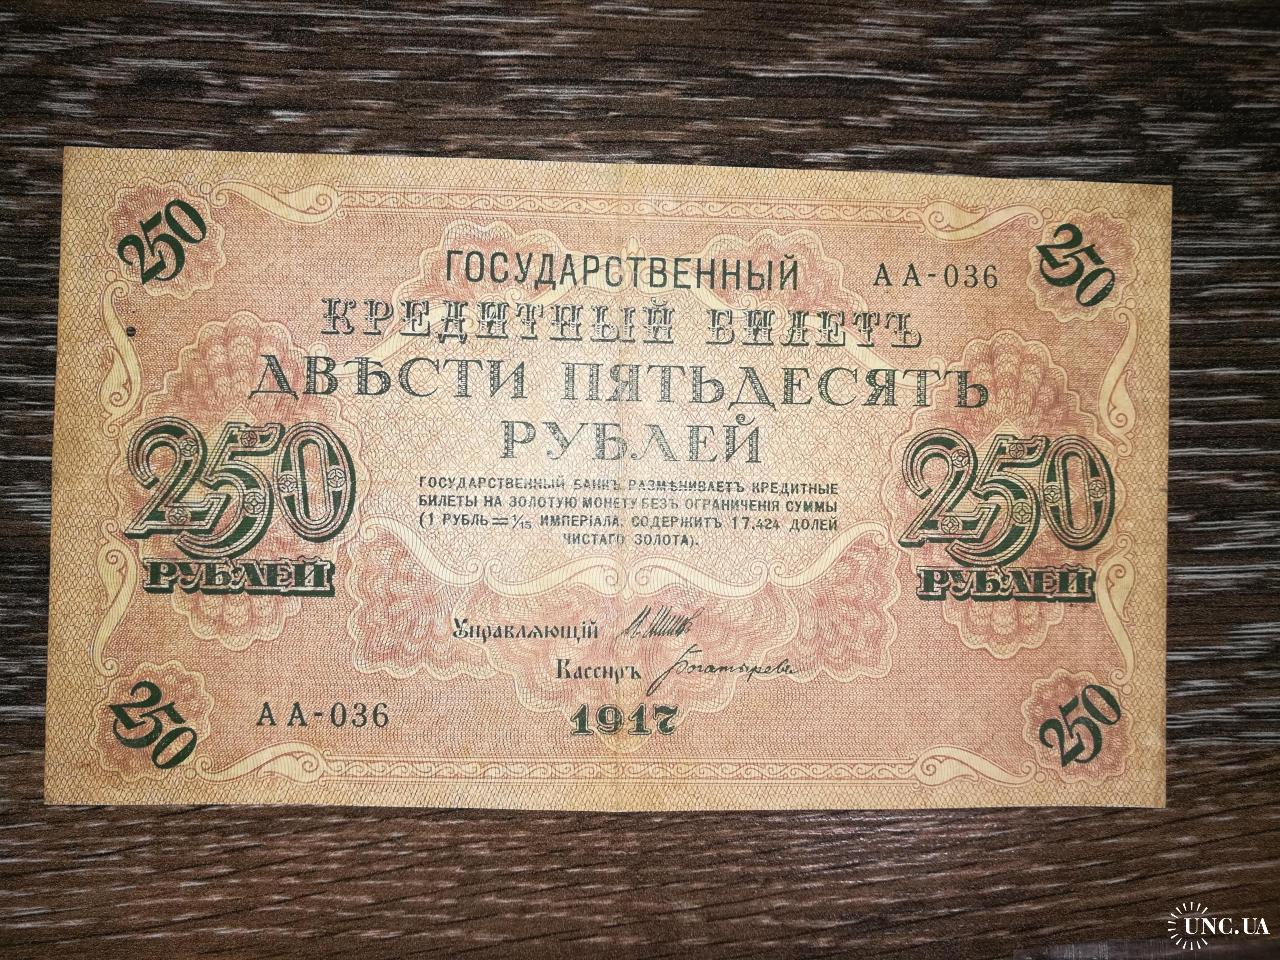 250
250
ГОСУДАРСТВЕННЫЙ
АА-036
КРЕДИТНЫЙ БИЛЕТЪ
ДВѢСТИ ПЯТЬДЕСЯТЪ
РУБЛЕЙ
250
РУБЛЕЙ
250
РУБЛЕЙ
ГОСУДАРСТВЕННЫЙ БАНКЪ РАЗМѢНИВАЕТЪ КРЕДИТНЫЕ
БИЛЕТЫ НА ЗОЛОТУЮ МОНЕТУ БЕЗЪ ОГРАНИЧЕНІЯ СУММЫ
(1 РУБЛЬ = 1/15 ИМПЕРІАЛА, СОДЕРЖИТЪ 17,424 ДОЛЕЙ
ЧИСТАГО ЗОЛОТА).
Управляющій
Кассиръ Богатыревъ
АА-036
1917
250
250
UNC.UA